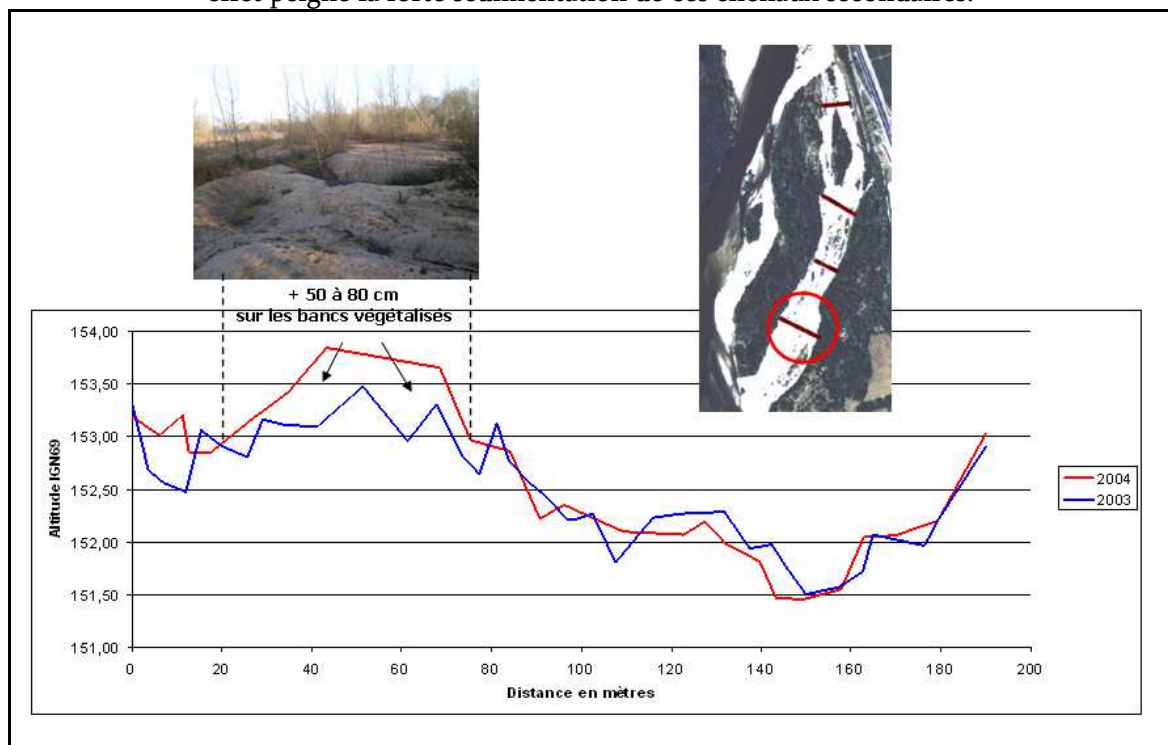 effet peigne la forte sédimentation de ces chenaux secondaires.
+ 50 à 80 cm
sur les bancs végétalisés
154,00
153,50
153,00
152,50
152,00
151,50
151,00
Altitude IGN69
0 20 40 60 80 100 120 140 160 180 200
Distance en mètres
2004
2003